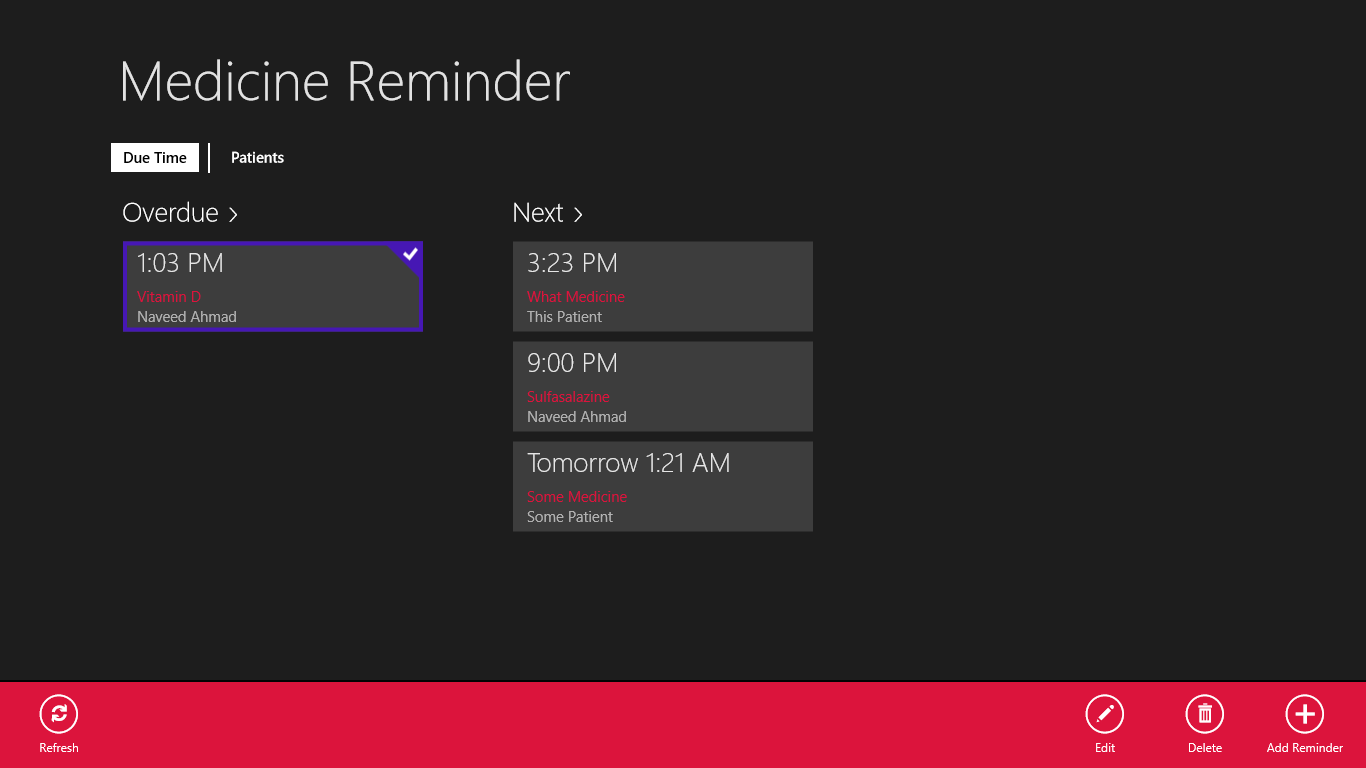 Medicine Reminder
Due Time
Patients
Overdue
1:03 PM
Vitamin D
Naveed Ahmad
Next
3:23 PM
What Medicine
This Patient
9:00 PM
Sulfasalazine
Naveed Ahmad
Tomorrow 1:21 AM
Some Medicine
Some Patient
Refresh
Edit
Delete
Add Reminder